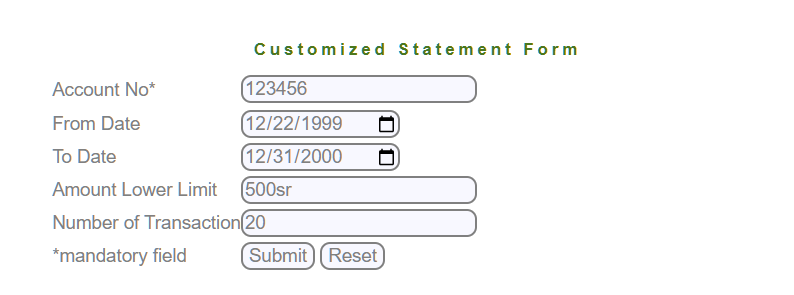 Customized Statement Form
Account No* 123456
From Date 12/22/1999
To Date 12/31/2000
Amount Lower Limit 500sr
Number of Transaction 20
*mandatory field Submit Reset